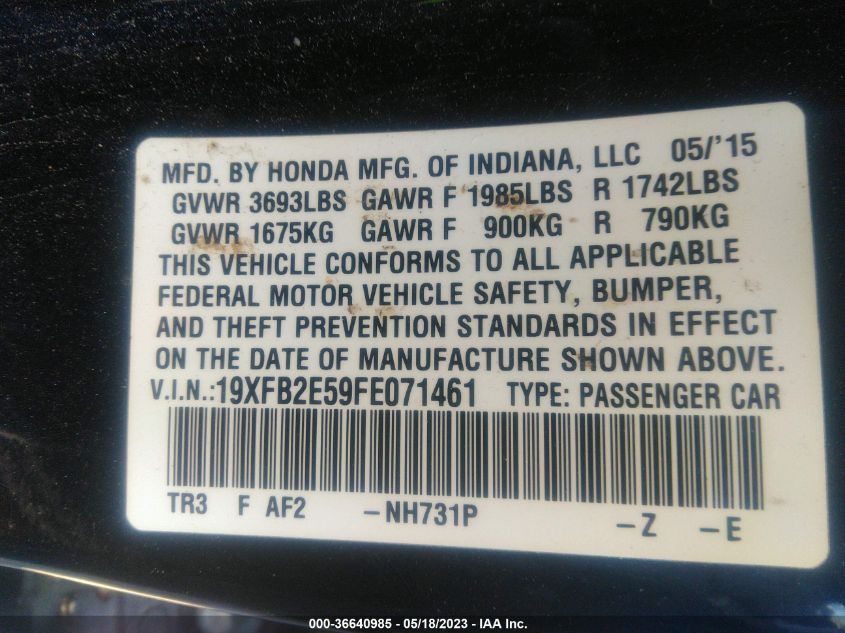 MFD. BY HONDA MFG. OF INDIANA, LLC 05/'15
GVWR 3693LBS GAWR F 1985LBS R 1742LBS
GVWR 1675KG GAWR F 900KG R 790KG
THIS VEHICLE CONFORMS TO ALL APPLICABLE
FEDERAL MOTOR VEHICLE SAFETY, BUMPER,
AND THEFT PREVENTION STANDARDS IN EFFECT
ON THE DATE OF MANUFACTURE SHOWN ABOVE.
V.I.N.:19XFB2E59FE071461 TYPE: PASSENGER CAR
TR3 F AF2 -NH731P -Z -E
000-36640985 - 05/18/2023 - IAA Inc.